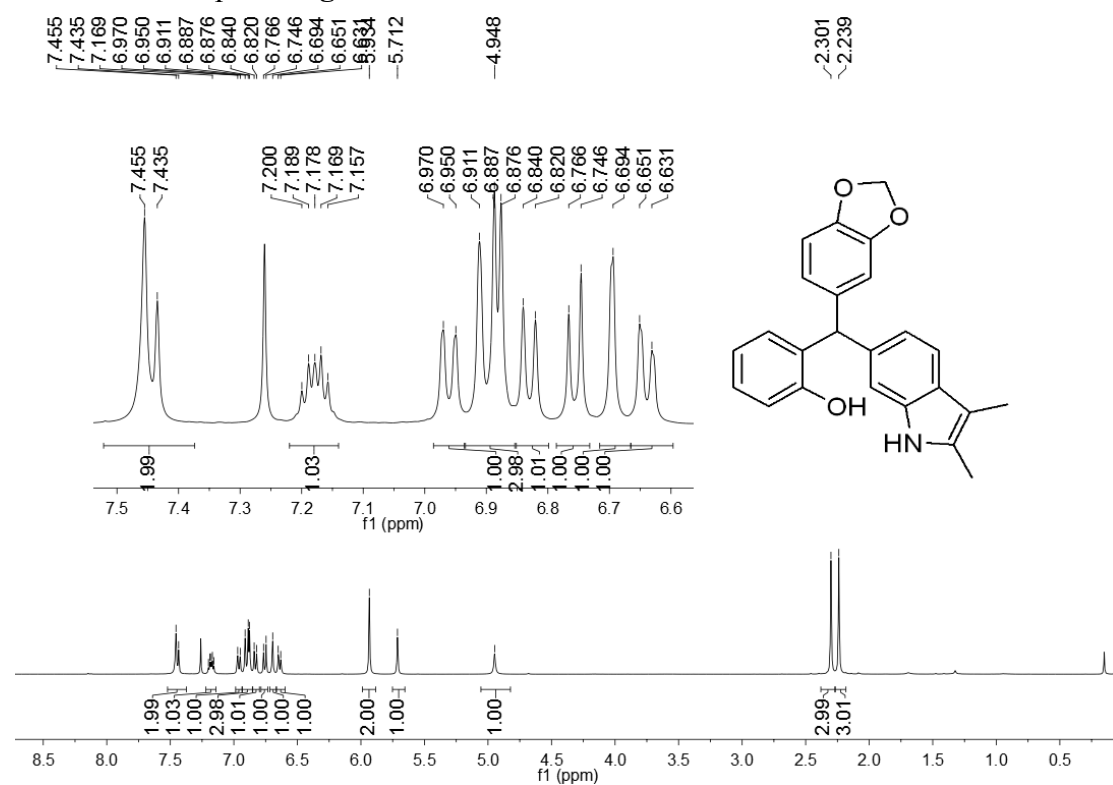 7.455 7.435 7.169 6.970 6.950 6.911 6.887 6.876 6.840 6.820 6.766 6.746 6.694 6.651 6.631 5.934 5.712 4.948 2.301 2.239
7.455 7.435 7.200 7.189 7.178 7.169 7.157 6.970 6.950 6.911 6.887 6.876 6.840 6.820 6.766 6.746 6.694 6.651 6.631
O
O
OH
HN
1.99 1.03 1.00 2.98 1.01 1.00 1.00 1.00
7.5 7.4 7.3 7.2 7.1 7.0 6.9 6.8 6.7 6.6
f1 (ppm)
1.99 1.03 1.00 2.98 1.01 1.00 1.00 1.00 2.00 1.00 1.00 2.99 3.01
8.5 8.0 7.5 7.0 6.5 6.0 5.5 5.0 4.5 4.0 3.5 3.0 2.5 2.0 1.5 1.0 0.5
f1 (ppm)